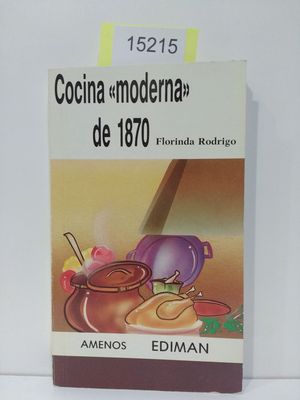 15215
Cocina «moderna»
de 1870 Florinda Rodrigo
AMENOS EDIMAN